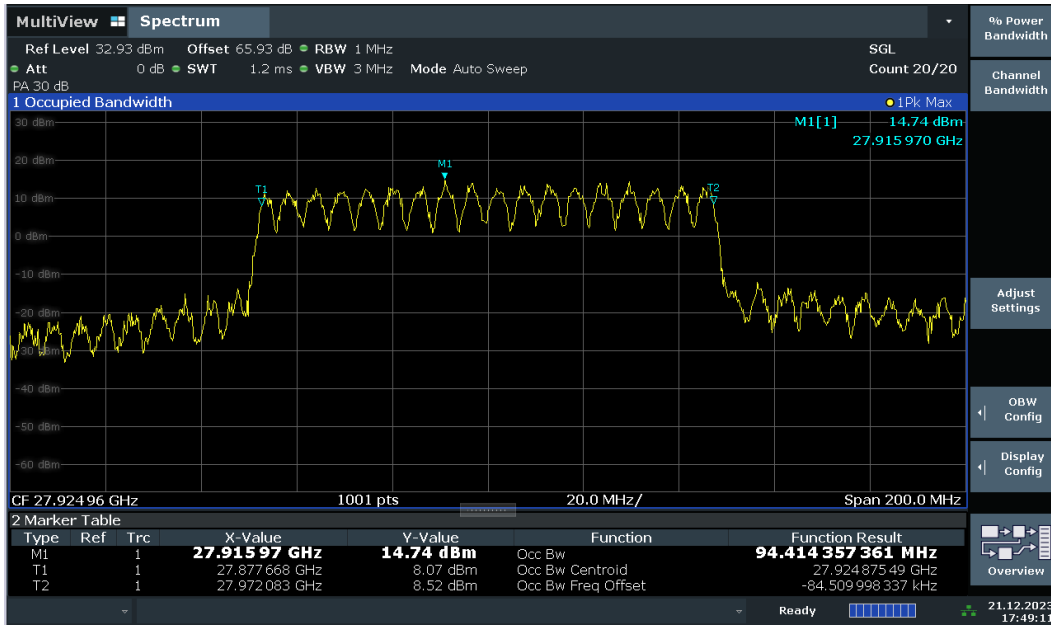 MultiView Spectrum
Ref Level 32.93 dBm Offset 65.93 dB RBW 1 MHz SGL
Att 0 dB SWT 1.2 ms VBW 3 MHz Mode Auto Sweep Count 20/20
PA 30 dB
1 Occupied Bandwidth 1Pk Max
30 dBm M1[1] 14.74 dBm
27.915 970 GHz
20 dBm
M1
T1 T2
10 dBm
0 dBm
-10 dBm
-20 dBm
-30 dBm
-40 dBm
-50 dBm
-60 dBm
CF 27.92496 GHz 1001 pts 20.0 MHz/ Span 200.0 MHz
2 Marker Table
Type Ref Trc X-Value Y-Value Function Function Result
M1 1 27.91597 GHz 14.74 dBm Occ Bw 94.414 357 361 MHz
T1 1 27.877 668 GHz 8.07 dBm Occ Bw Centroid 27.924 875 49 GHz
T2 1 27.972 083 GHz 8.52 dBm Occ Bw Freq Offset -84.509 998 337 kHz
Ready 21.12.2023
17:49:11
% Power
Bandwidth
Channel
Bandwidth
Adjust
Settings
OBW
Config
Display
Config
Overview